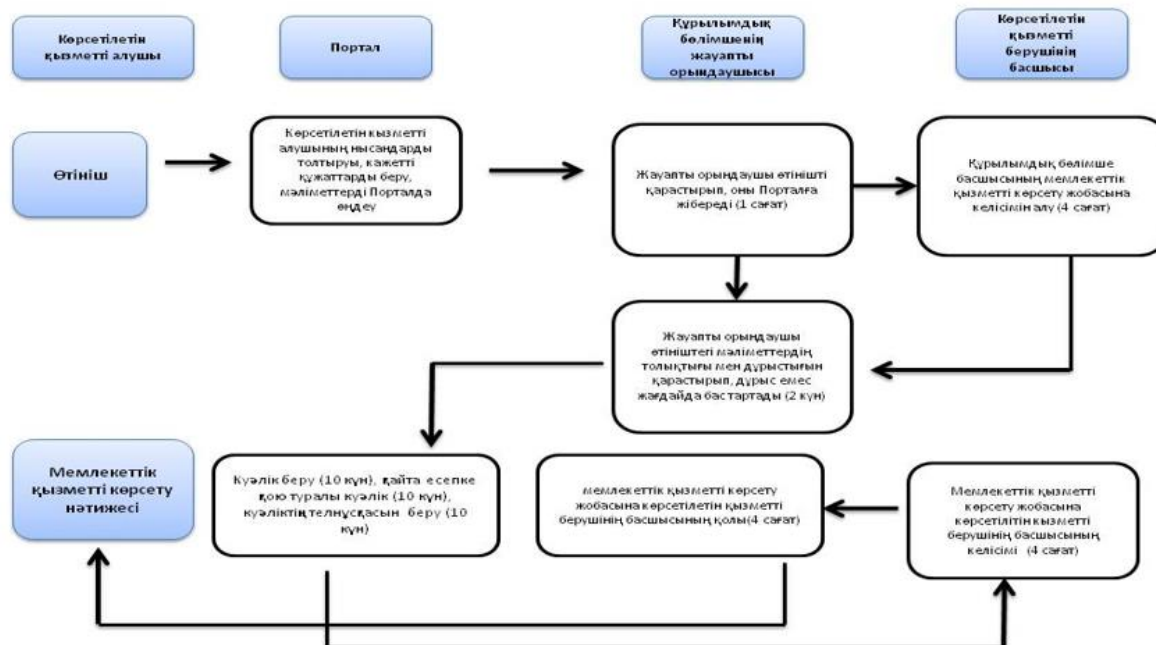 Көрсетілетін
қызметті алушы
Портал
Құрылымдық
бөлімшенің
жауапты
орындаушысы
Көрсетілетін
қызметті
берушінің
басшысы
Өтініш
Көрсетілетін кызметті
алушының нысандарды
толтыруы, кажетті
құжаттарды беру,
мәліметтерді Порталда
өңдеу
Жауапты орындаушы өтінішті
қарастырып, оны Порталға
жібереді (1 сағат)
Құрылымдық бөлімше
басшысының мемлекеттік
қызметті көрсету жобасына
келісімін алу (4 сағат)
Жауапты орындаушы
өтініштегі мәліметтердің
толықтығы мен дұрыстығын
қарастырып, дұрыс емес
жағдайда бас тартады (2 күн)
Мемлекеттік
қызметті көрсету
нәтижесі
Куәлік беру (10 күн), қайта есепке
қою туралы куәлік (10 күн),
куәліктің телнұсқасын беру (10
күн)
мемлекеттік қызметті көрсету
жобасына көрсетілетін қызметті
берушінің басшысының қолы(4 сағат)
Мемлекеттік қызметті
көрсету жобасына
көрсетілітін кызметті
берушінің басшысының
келісімі (4 сағат)